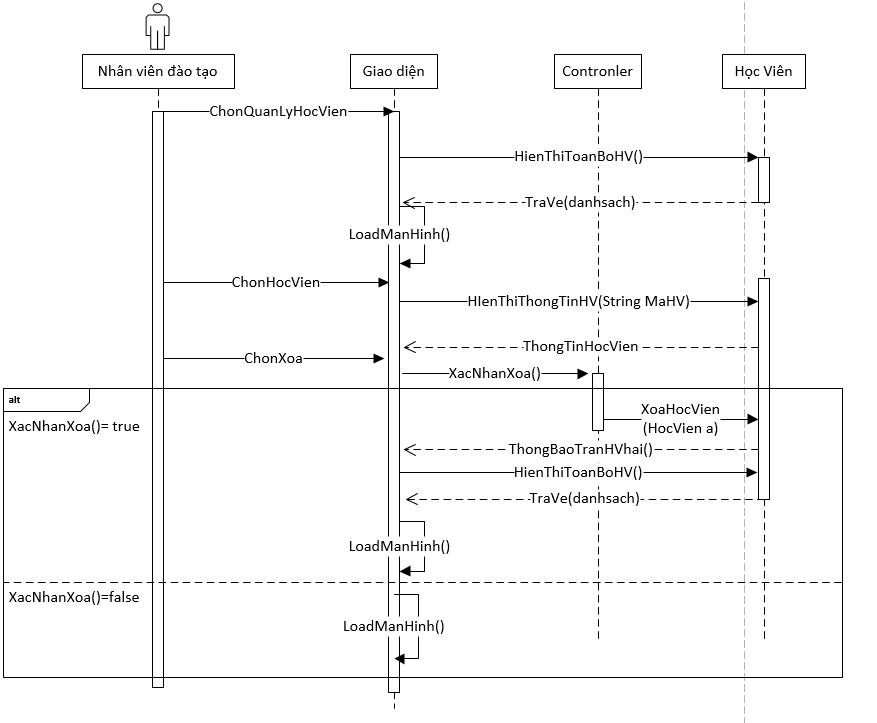 Nhân viên đào tạo
Giao diện
Contronler
Học Viên
ChonQuanLyHocVien
HienThiToanBoHV()
TraVe(danhsach)
LoadManHinh()
ChonHocVien
HIenThiThongTinHV(String MaHV)
ThongTinHocVien
ChonXoa
XacNhanXoa()
alt
XacNhanXoa()= true
XoaHocVien
(HocVien a)
ThongBaoTranHVhai()
HienThiToanBoHV()
TraVe(danhsach)
LoadManHinh()
XacNhanXoa()=false
LoadManHinh()